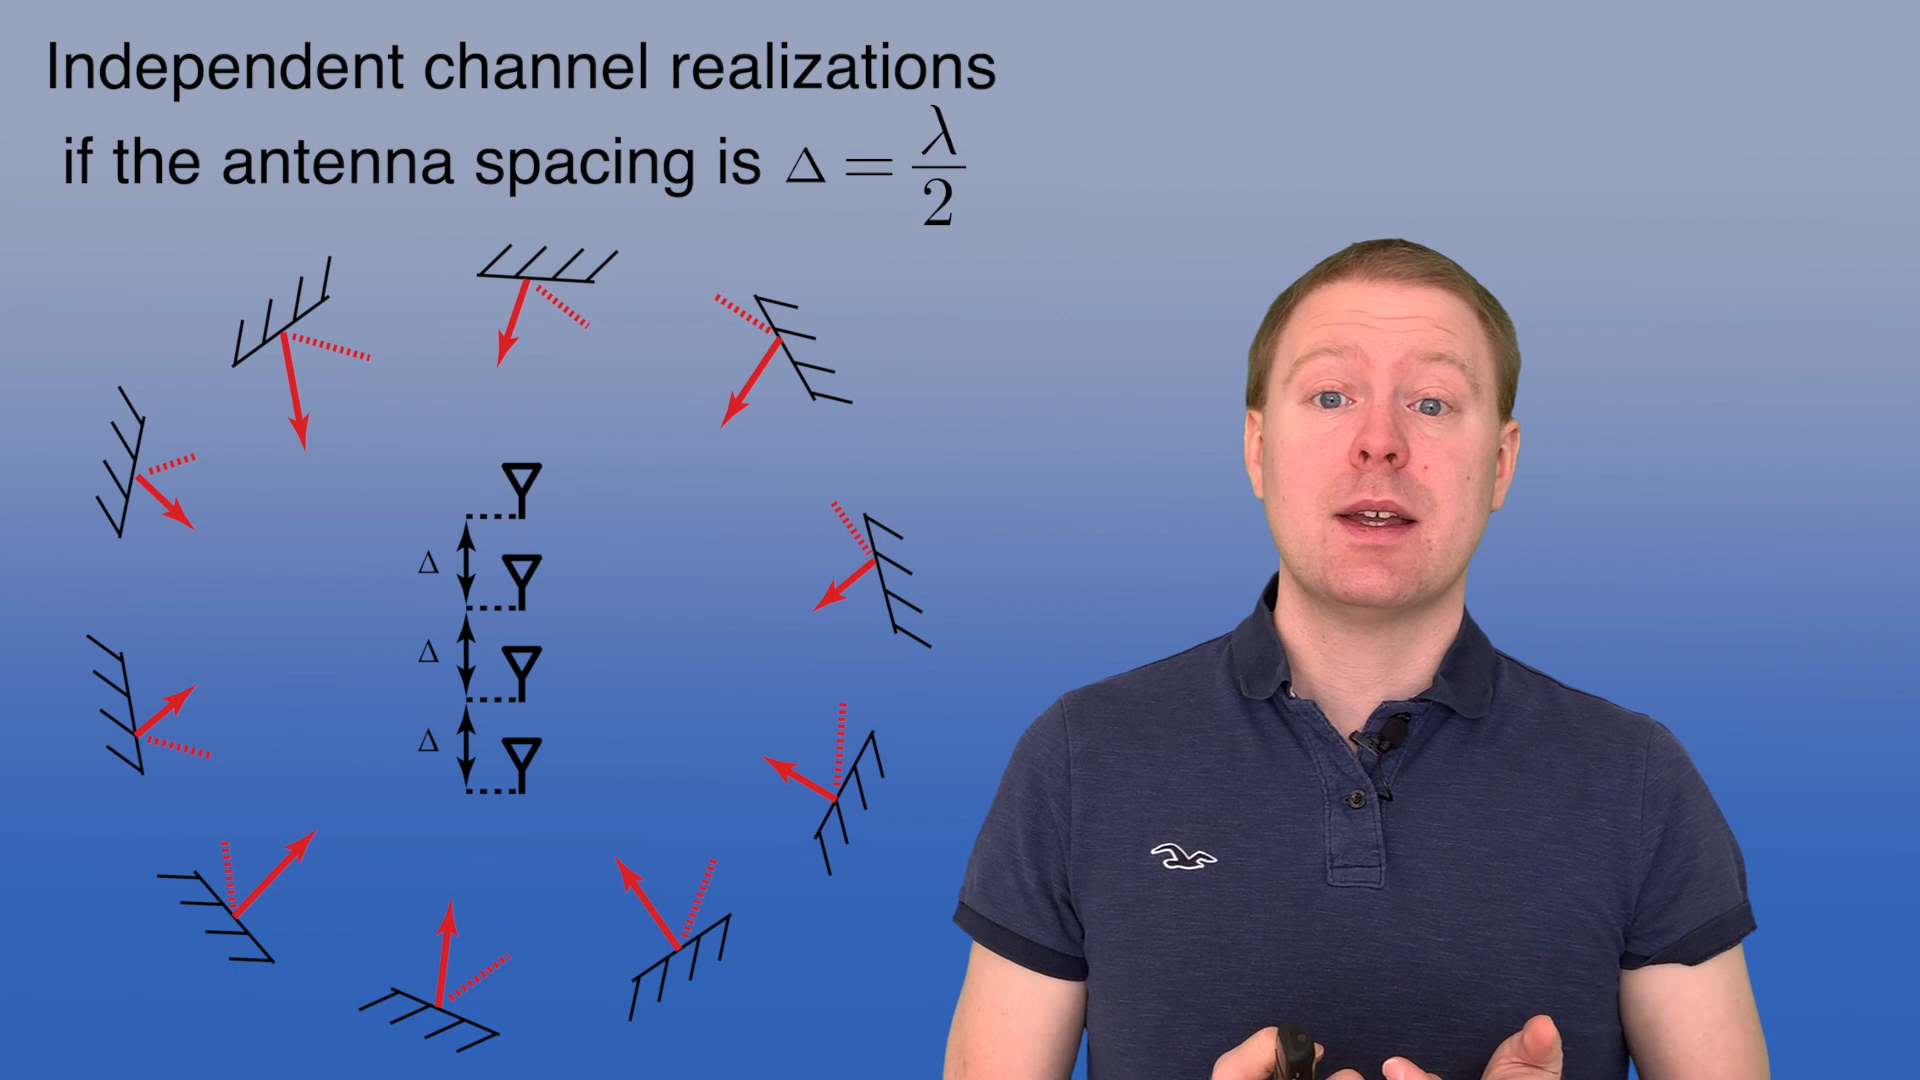 Independent channel realizations
if the antenna spacing is Δ = λ/2
Δ
Δ
Δ